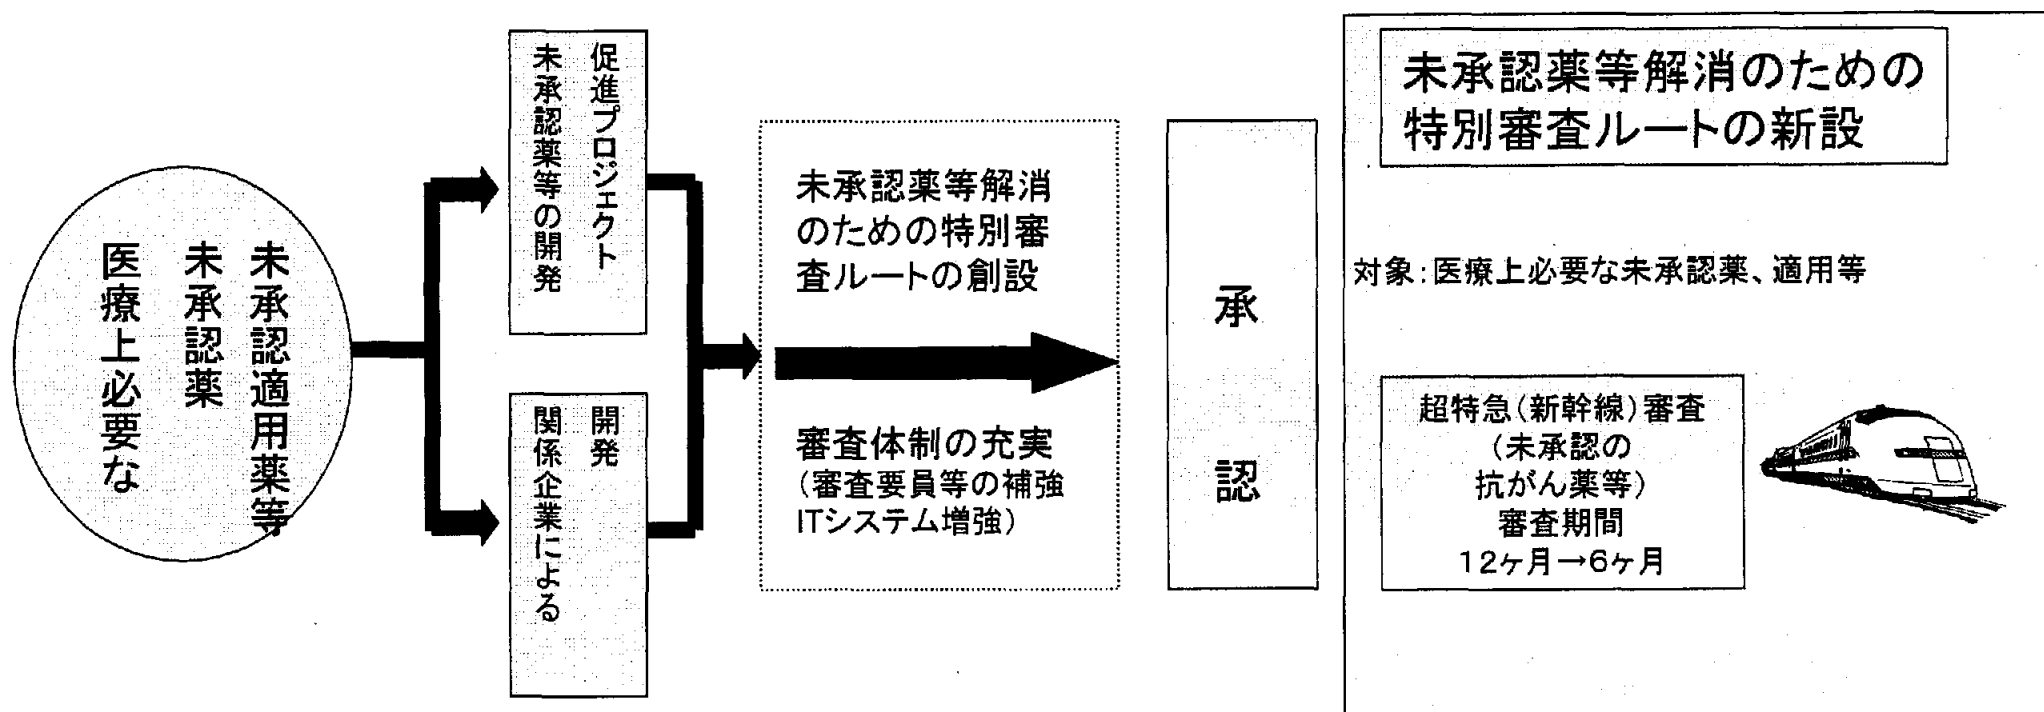 医療上必要な
未承認薬
未承認適用薬等
未承認薬等の開発
促進プロジェクト
関係企業による
開発
未承認薬等解消
のための特別審
査ルートの創設
審査体制の充実
(審査要員等の補強
ITシステム増強)
承認
未承認薬等解消のための
特別審査ルートの新設
対象:医療上必要な未承認薬、適用等
超特急(新幹線)審査
(未承認の
抗がん薬等)
審査期間
12ヶ月→6ヶ月